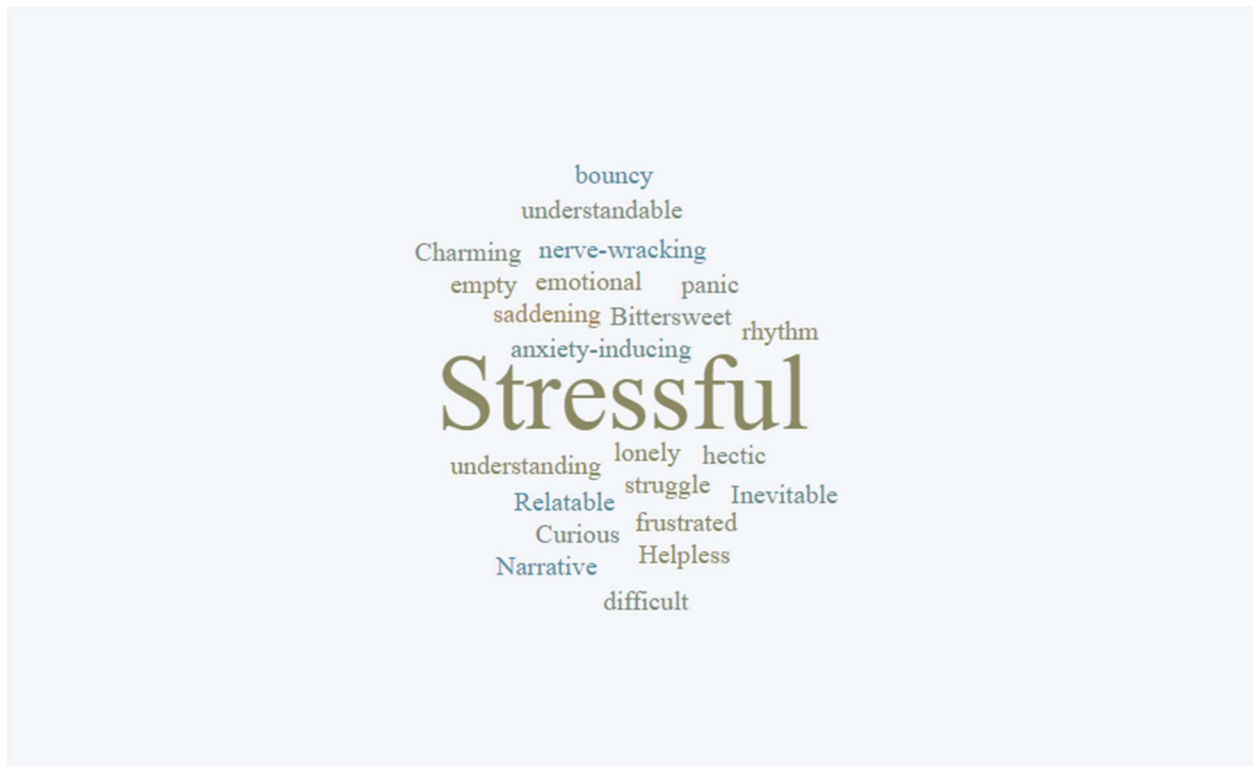 bouncy
understandable
Charming nerve-wracking
empty emotional panic
saddening Bittersweet rhythm
anxiety-inducing
Stressful
understanding lonely hectic
struggle
Relatable Inevitable
Curious frustrated
Narrative Helpless
difficult